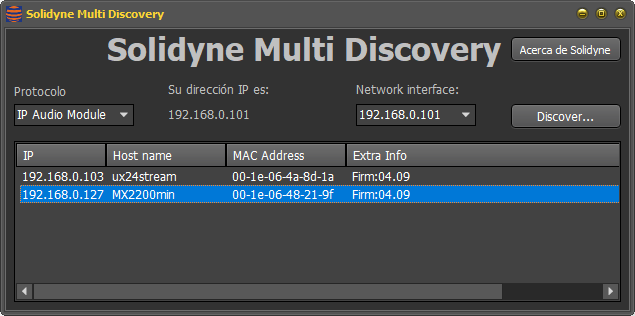 Solidyne Multi Discovery
Solidyne Multi Discovery
Acerca de Solidyne
Protocolo
Su dirección IP es:
Network interface:
IP Audio Module
192.168.0.101
192.168.0.101
Discover...
IP Host name MAC Address Extra Info
192.168.0.103 ux24stream 00-1e-06-4a-8d-1a Firm:04.09
192.168.0.127 MX2200min 00-1e-06-48-21-9f Firm:04.09